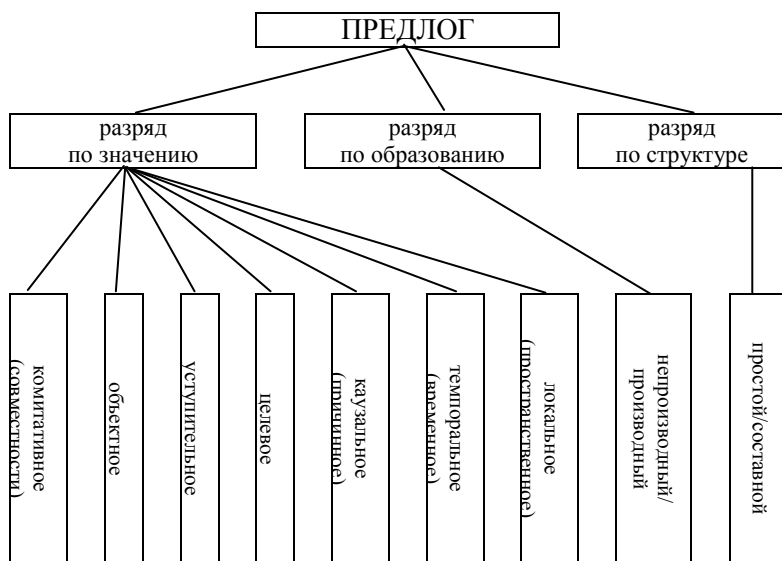 ПРЕДЛОГ
разряд
по значению
разряд
по образованию
разряд
по структуре
комитативное
(совместности)
объектное
уступительное
целевое
каузальное
(причинное)
темпоральное
(временное)
локальное
(пространственное)
непроизводный/
производный
простой/составной